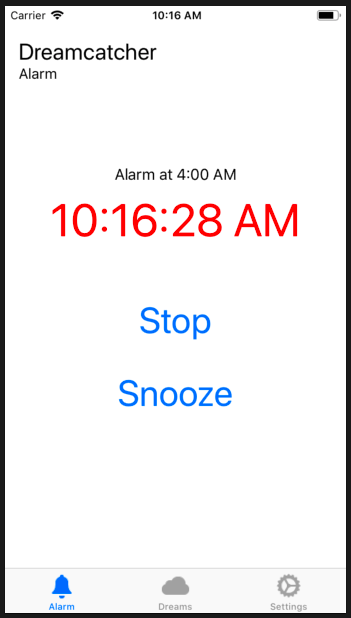 Carrier 10:16 AM
Dreamcatcher
Alarm
Alarm at 4:00 AM
10:16:28 AM
Stop
Snooze
Alarm Dreams Settings